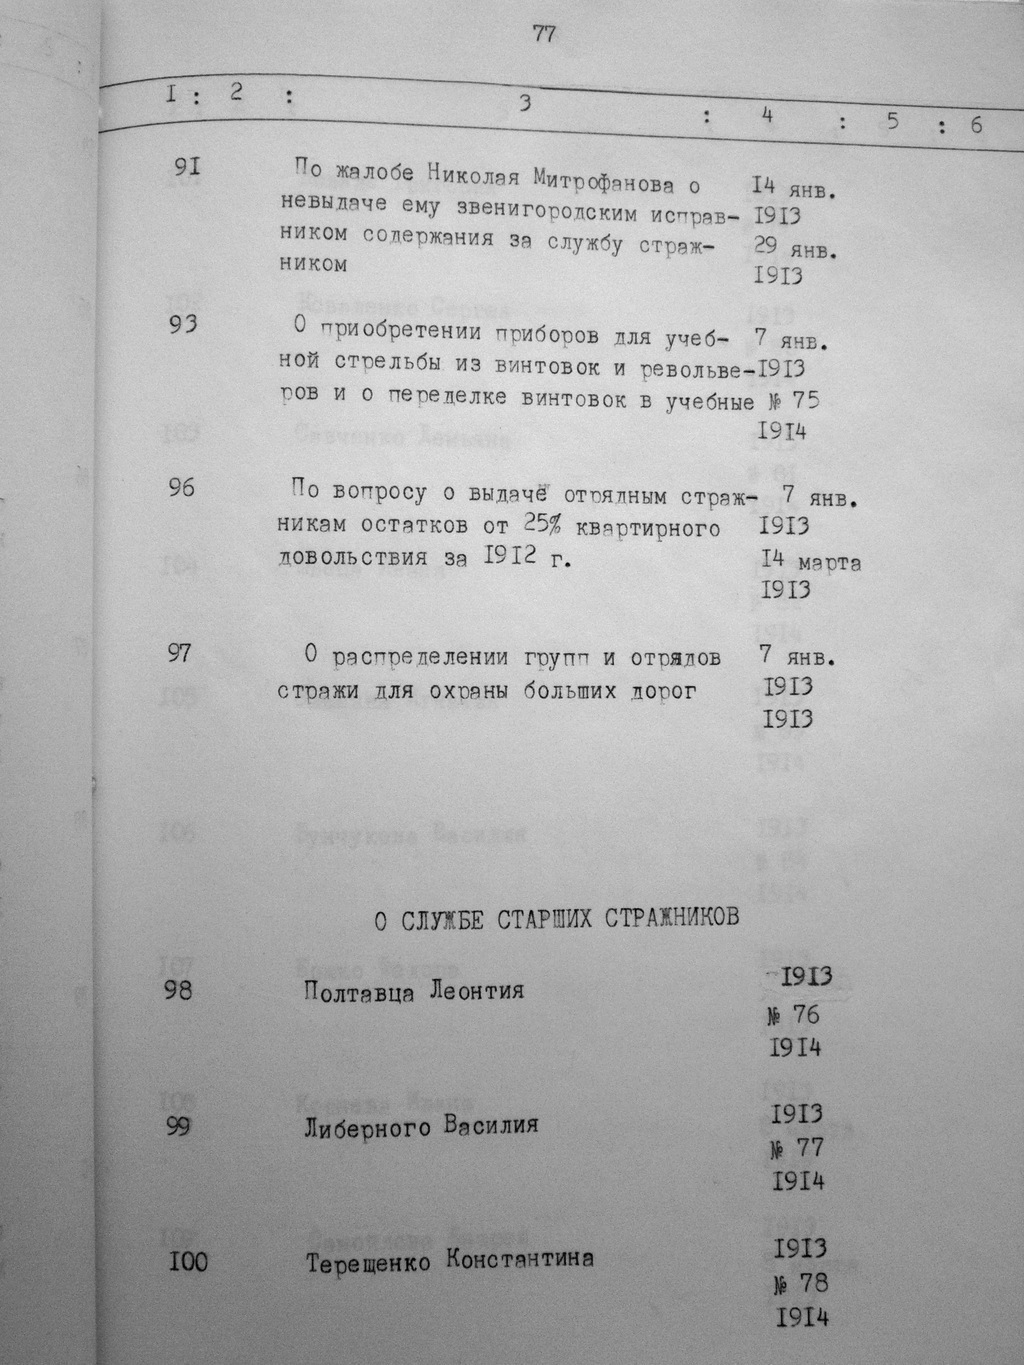 77
I : 2 : 3 : 4 : 5 : 6
91 По жалобе Николая Митрофанова о 14 янв.
невыдаче ему звенигородским исправ- 1913
ником содержания за службу страж- 29 янв.
ником 1913
93 О приобретении приборов для учеб- 7 янв.
ной стрельбы из винтовок и револьве-1913
ров и о переделке винтовок в учебные № 75
1914
96 По вопросу о выдаче отрядным страж- 7 янв.
никам остатков от 25% квартирного 1913
довольствия за 1912 г. 14 марта
1913
97 О распределении групп и отрядов 7 янв.
стражи для охраны больших дорог 1913
1913
О СЛУЖБЕ СТАРШИХ СТРАЖНИКОВ
98 Полтавца Леонтия 1913
№ 76
1914
99 Либерного Василия 1913
№ 77
1914
100 Терещенко Константина 1913
№ 78
1914